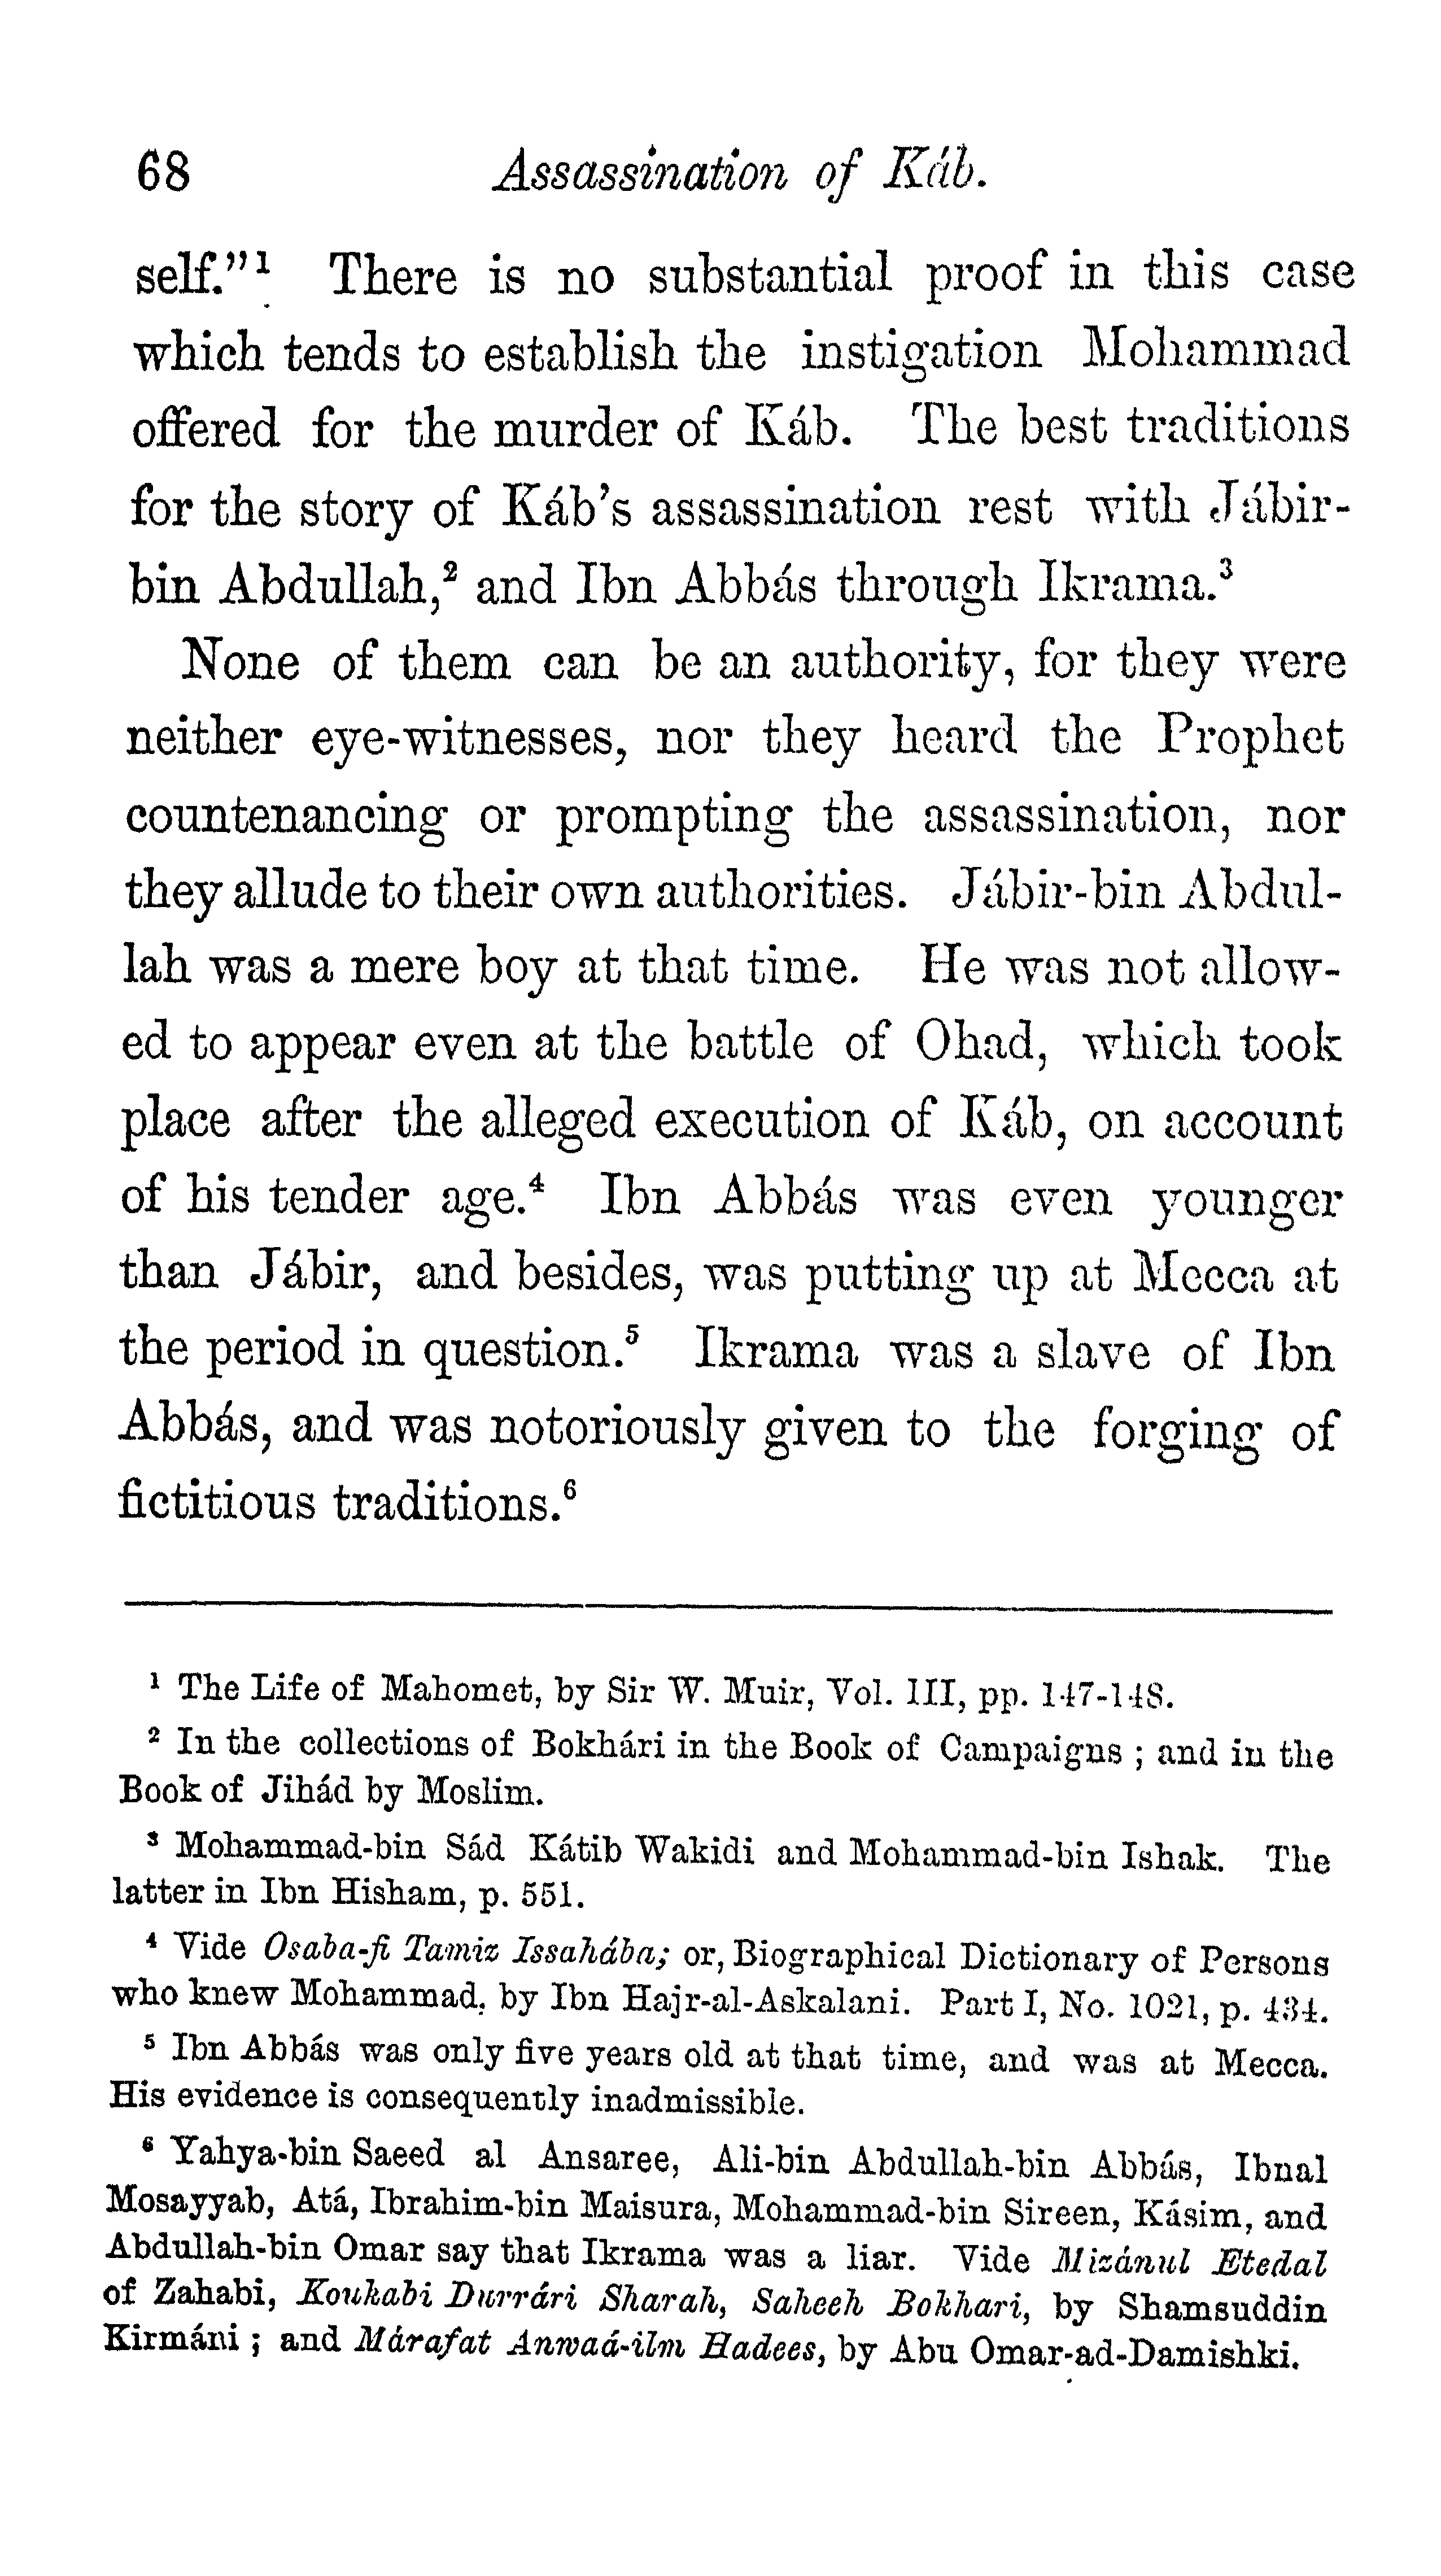 68 Assassination of Káb.
self."¹ There is no substantial proof in this case
which tends to establish the instigation Mohammad
offered for the murder of Káb. The best traditions
for the story of Káb's assassination rest with Jábir-
bin Abdullah,² and Ibn Abbás through Ikrama.³
None of them can be an authority, for they were
neither eye-witnesses, nor they heard the Prophet
countenancing or prompting the assassination, nor
they allude to their own authorities. Jábir-bin Abdul-
lah was a mere boy at that time. He was not allow-
ed to appear even at the battle of Ohad, which took
place after the alleged execution of Káb, on account
of his tender age.⁴ Ibn Abbás was even younger
than Jábir, and besides, was putting up at Mecca at
the period in question.⁵ Ikrama was a slave of Ibn
Abbás, and was notoriously given to the forging of
fictitious traditions.⁶
¹ The Life of Mahomet, by Sir W. Muir, Vol. III, pp. 147-148.
² In the collections of Bokhári in the Book of Campaigns ; and in the
Book of Jihád by Moslim.
³ Mohammad-bin Sád Kátib Wakidi and Mohammad-bin Ishak. The
latter in Ibn Hisham, p. 551.
⁴ Vide Osaba-fi Tamiz Issahába; or, Biographical Dictionary of Persons
who knew Mohammad, by Ibn Hajr-al-Askalani. Part I, No. 1021, p. 434.
⁵ Ibn Abbás was only five years old at that time, and was at Mecca.
His evidence is consequently inadmissible.
⁶ Yahya-bin Saeed al Ansaree, Ali-bin Abdullah-bin Abbás, Ibnal
Mosayyab, Atá, Ibrahim-bin Maisura, Mohammad-bin Sireen, Kásim, and
Abdullah-bin Omar say that Ikrama was a liar. Vide Mizánul Etedal
of Zahabi, Koukabi Durrári Sharah, Saheeh Bokhari, by Shamsuddin
Kirmáni ; and Márafat Anwaá-ilm Hadees, by Abu Omar-ad-Damishki.